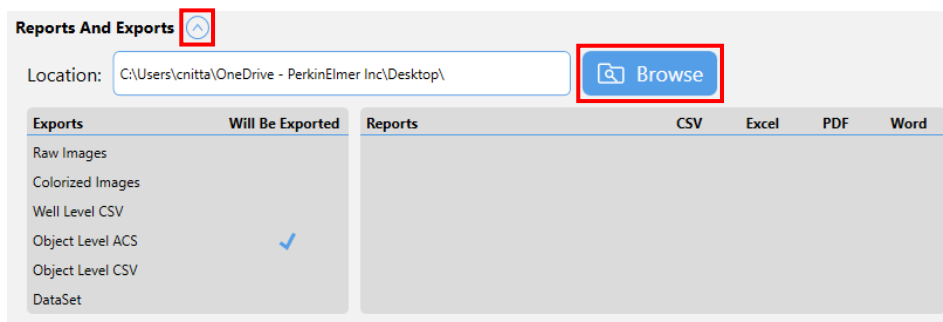 Reports And Exports
Location: C:\Users\cnitta\OneDrive - PerkinElmer Inc\Desktop\ Browse
Exports Will Be Exported Reports CSV Excel PDF Word
Raw Images
Colorized Images
Well Level CSV
Object Level ACS
Object Level CSV
DataSet